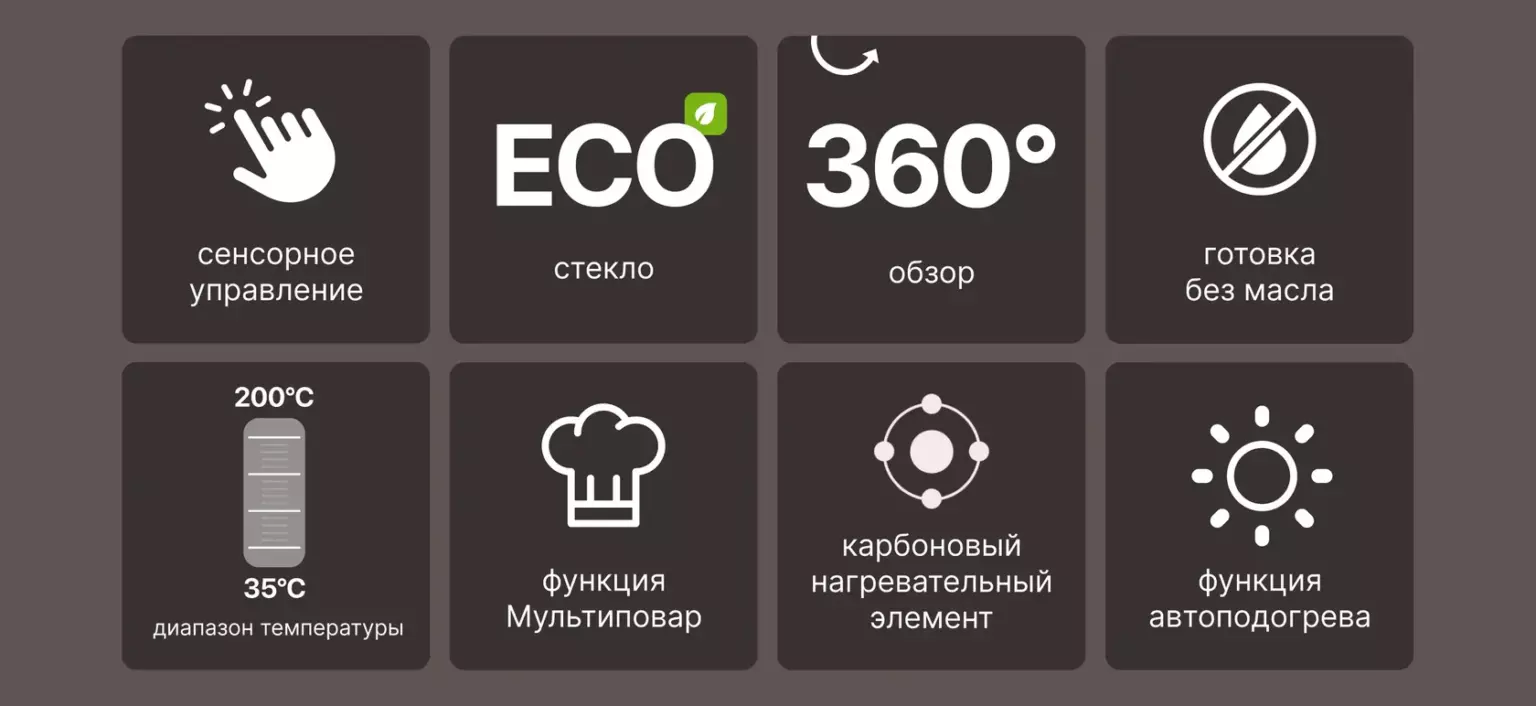 сенсорное
управление
ECO
стекло
360°
обзор
готовка
без масла
200°C
35°C
диапазон температуры
функция
Мультиповар
карбоновый
нагревательный
элемент
функция
автоподогрева